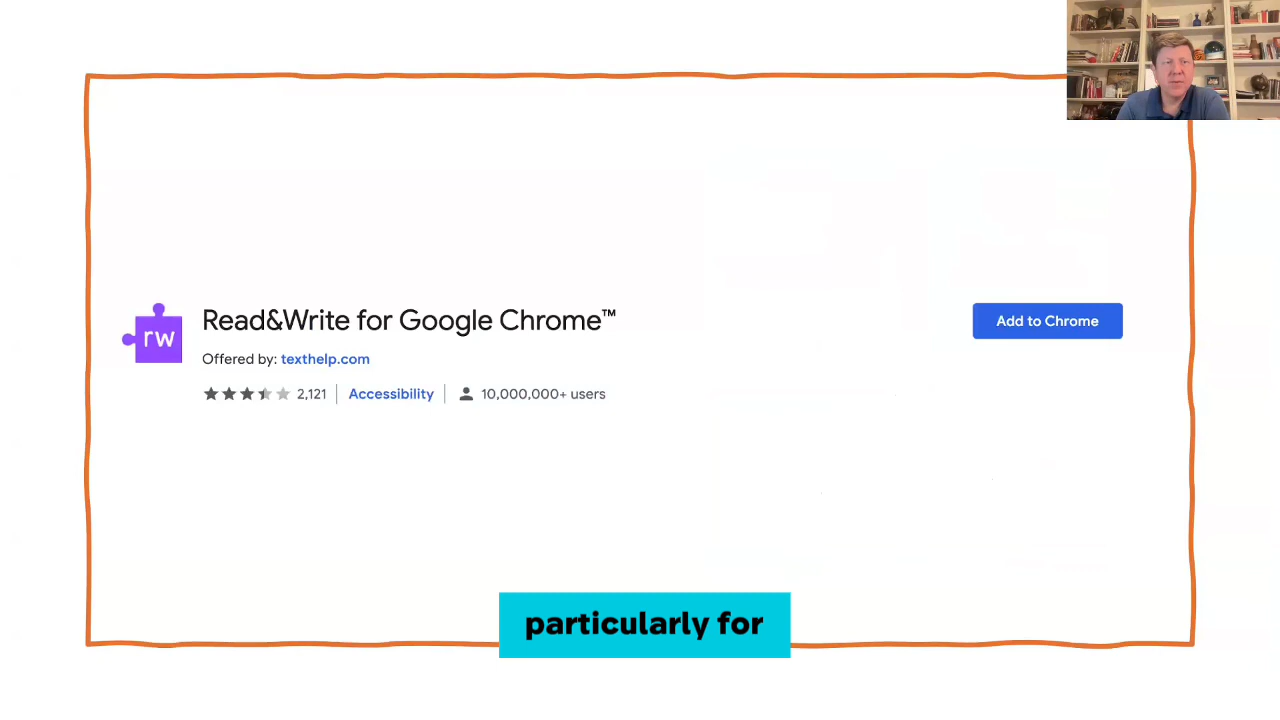 Read&Write for Google Chrome™
rw
Add to Chrome
Offered by: texthelp.com
2,121 Accessibility 10,000,000+ users
particularly for